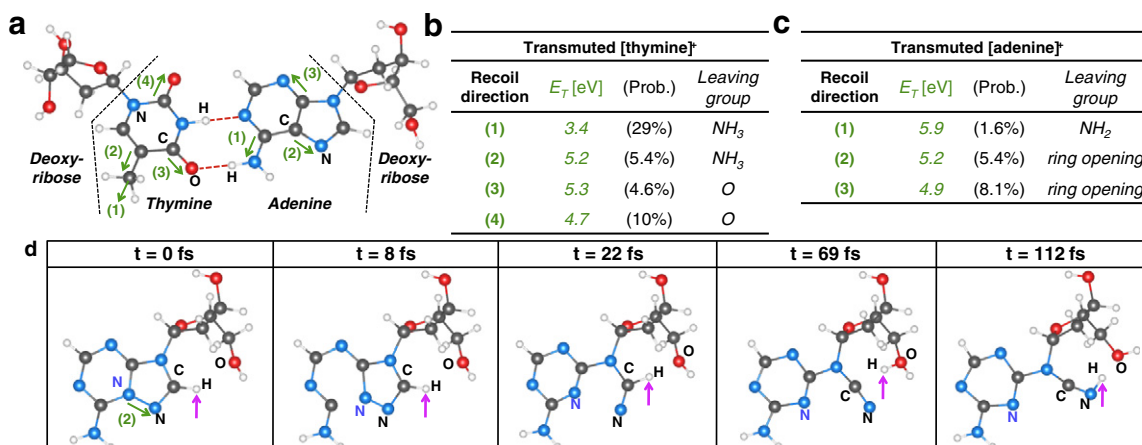 a
(4)
N
H
C
(2)
(3)
O
(1)
Deoxy-
ribose
Thymine
(3)
C
(1)
(2)
N
H
Adenine
Deoxy-
ribose
b
Transmuted [thymine]⁺
Recoil direction E_T [eV] (Prob.) Leaving group
(1) 3.4 (29%) NH₃
(2) 5.2 (5.4%) NH₃
(3) 5.3 (4.6%) O
(4) 4.7 (10%) O
c
Transmuted [adenine]⁺
Recoil direction E_T [eV] (Prob.) Leaving group
(1) 5.9 (1.6%) NH₂
(2) 5.2 (5.4%) ring opening
(3) 4.9 (8.1%) ring opening
d
t = 0 fs t = 8 fs t = 22 fs t = 69 fs t = 112 fs
O
C
H
N
(2)
N
O
C
H
N
N
O
C
H
N
N
O
H
C
N
N
O
H
C
N
N